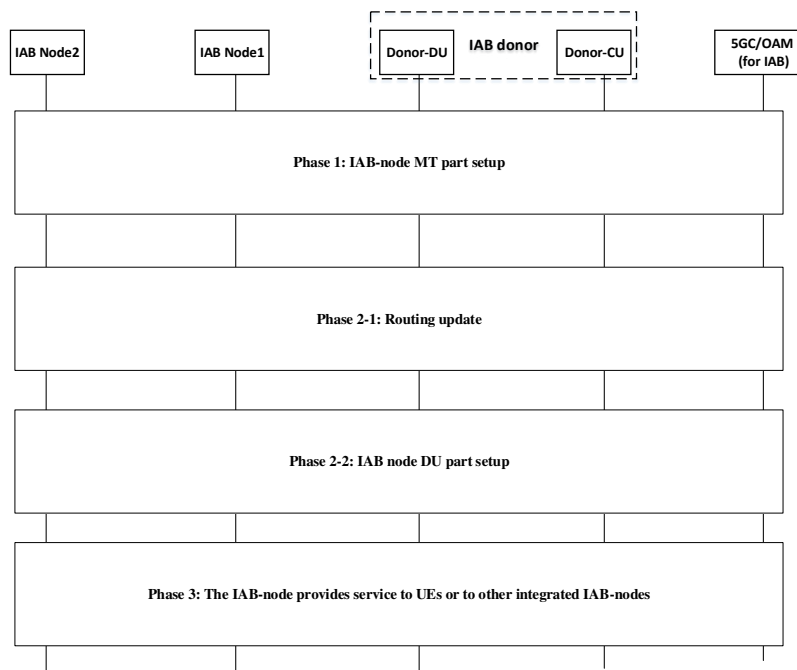 IAB donor
IAB Node2
IAB Node1
Donor-DU
Donor-CU
5GC/OAM
(for IAB)
Phase 1: IAB-node MT part setup
Phase 2-1: Routing update
Phase 2-2: IAB node DU part setup
Phase 3: The IAB-node provides service to UEs or to other integrated IAB-nodes